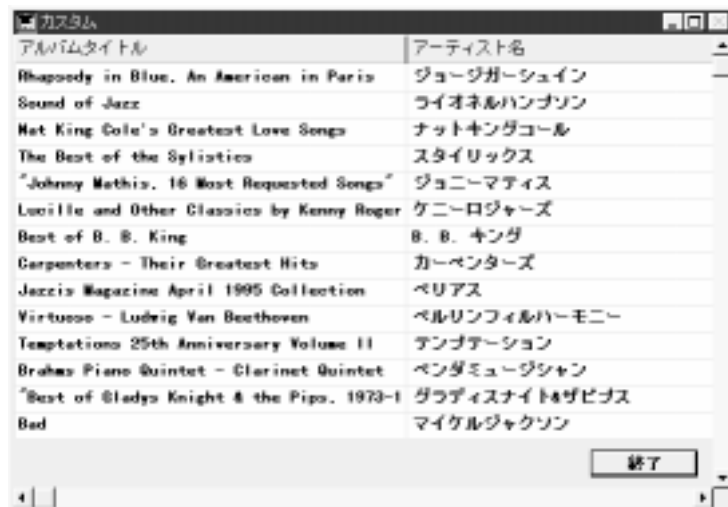 カスタム
アルバムタイトル アーティスト名
Rhapsody in Blue, An American in Paris ジョージガーシュイン
Sound of Jazz ライオネルハンプソン
Nat King Cole's Greatest Love Songs ナットキングコール
The Best of the Sylistics スタイリックス
"Johnny Mathis, 16 Most Requested Songs" ジョニーマティス
Lucille and Other Classics by Kenny Roger ケニーロジャーズ
Best of B. B. King B. B. キング
Carpenters - Their Greatest Hits カーペンターズ
Jazzis Magazine April 1995 Collection ベリアス
Virtuoso - Ludwig Van Beethoven ベルリンフィルハーモニー
Temptations 25th Anniversary Volume II テンプテーション
Brahms Piano Quintet - Clarinet Quintet ベンダミュージシャン
"Best of Gladys Knight & the Pips, 1973-1 グラディスナイト&ザピプス
Bad マイケルジャクソン
終了